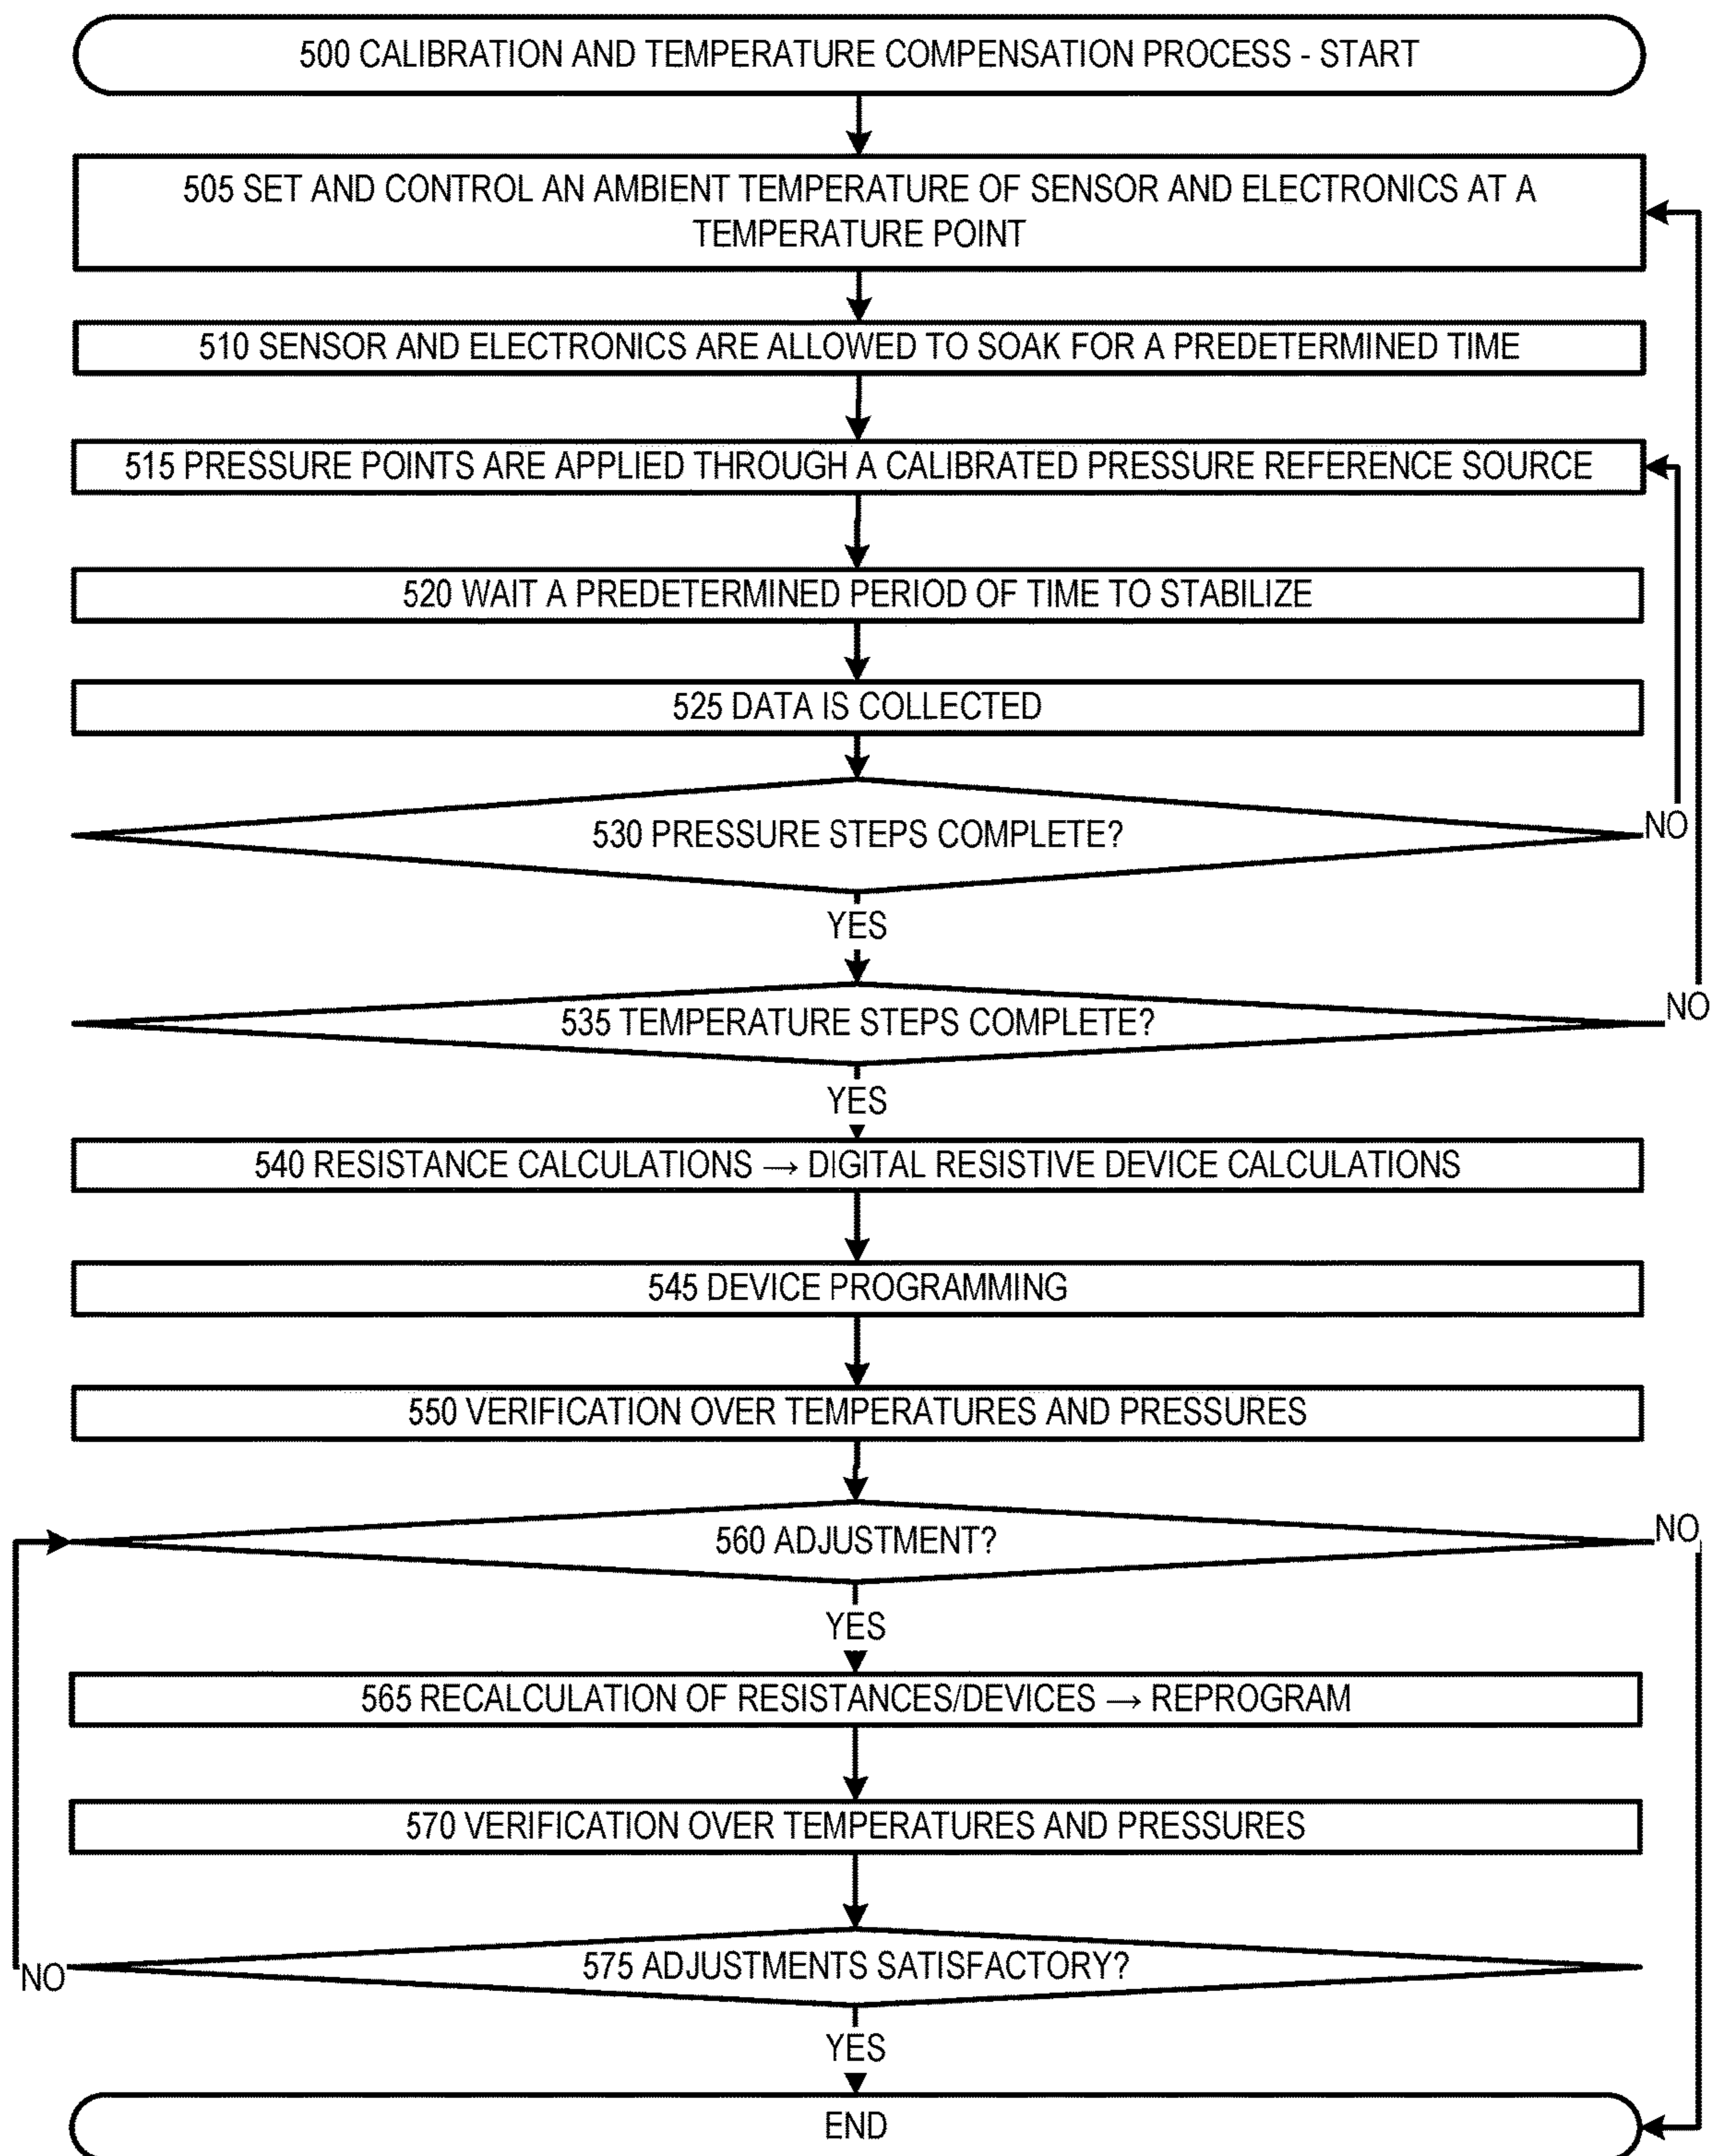 500 CALIBRATION AND TEMPERATURE COMPENSATION PROCESS - START
505 SET AND CONTROL AN AMBIENT TEMPERATURE OF SENSOR AND ELECTRONICS AT A
TEMPERATURE POINT
510 SENSOR AND ELECTRONICS ARE ALLOWED TO SOAK FOR A PREDETERMINED TIME
515 PRESSURE POINTS ARE APPLIED THROUGH A CALIBRATED PRESSURE REFERENCE SOURCE
520 WAIT A PREDETERMINED PERIOD OF TIME TO STABILIZE
525 DATA IS COLLECTED
530 PRESSURE STEPS COMPLETE?
NO
YES
535 TEMPERATURE STEPS COMPLETE?
NO
YES
540 RESISTANCE CALCULATIONS → DIGITAL RESISTIVE DEVICE CALCULATIONS
545 DEVICE PROGRAMMING
550 VERIFICATION OVER TEMPERATURES AND PRESSURES
560 ADJUSTMENT?
NO
YES
565 RECALCULATION OF RESISTANCES/DEVICES → REPROGRAM
570 VERIFICATION OVER TEMPERATURES AND PRESSURES
575 ADJUSTMENTS SATISFACTORY?
NO
YES
END